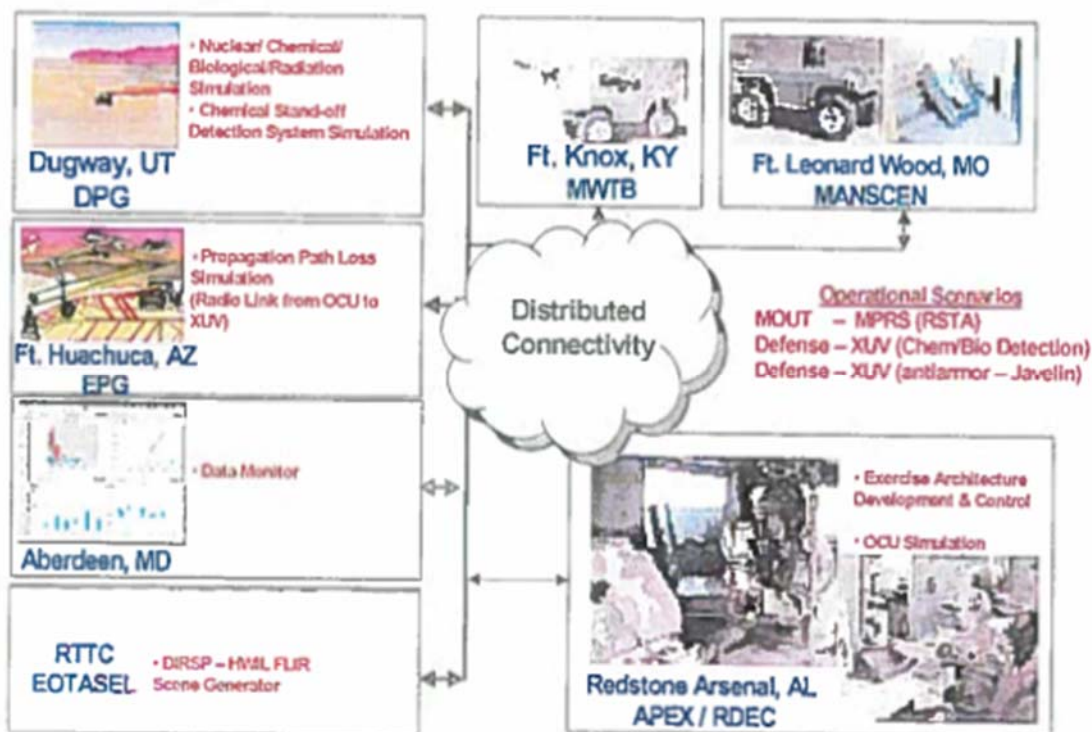 • Nuclear/ Chemical/
Biological/Radiation
Simulation
• Chemical Stand-off
Detection System Simulation
Dugway, UT
DPG
Ft. Knox, KY
MWTB
Ft. Leonard Wood, MO
MANSCEN
• Propagation Path Loss
Simulation
(Radio Link from OCU to
XUV)
Ft. Huachuca, AZ
EPG
Distributed
Connectivity
Operational Scenarios
MOUT – MPRS (RSTA)
Defense – XUV (Chem/Bio Detection)
Defense – XUV (antiarmor – Javelin)
• Data Monitor
Aberdeen, MD
• Exercise Architecture
Development & Control
• OCU Simulation
Redstone Arsenal, AL
APEX / RDEC
RTTC
EOTASEL
• DIRSP – HWIL FLIR
Scene Generator